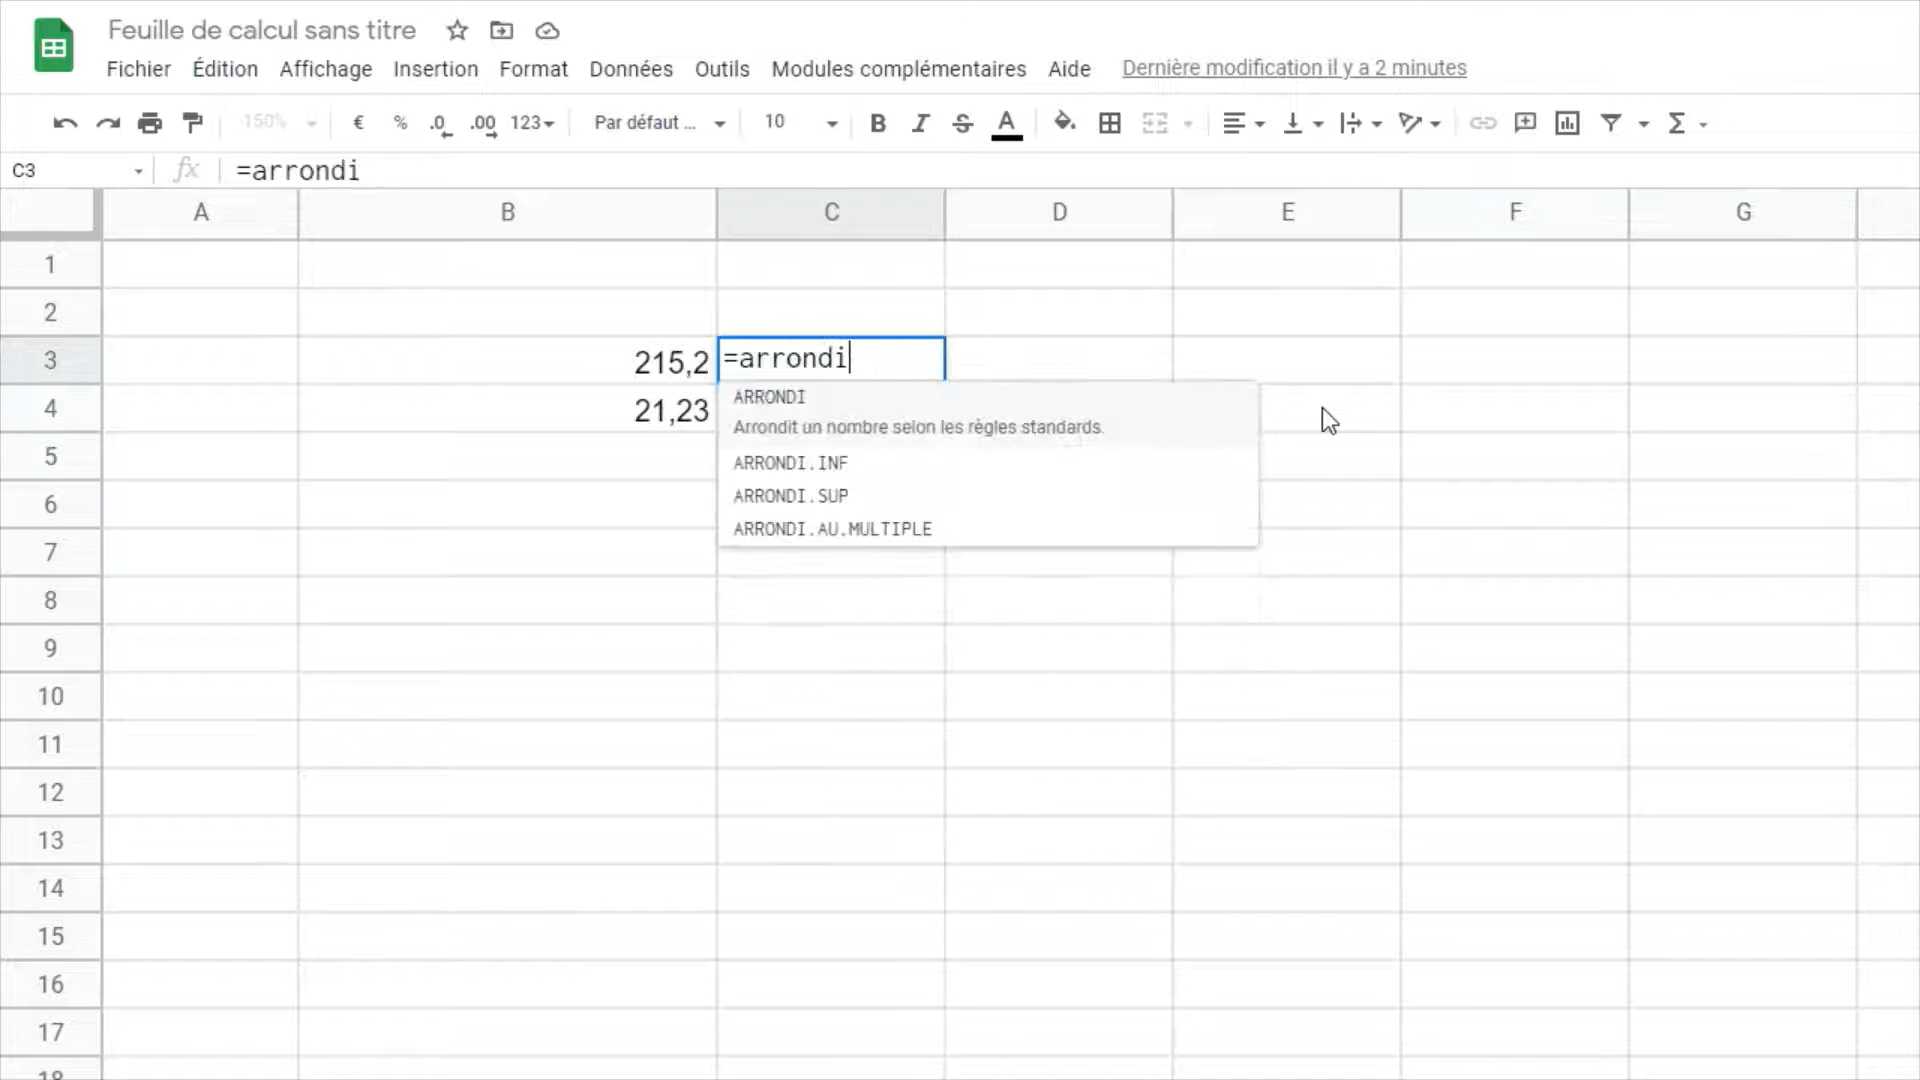 Feuille de calcul sans titre
Fichier Édition Affichage Insertion Format Données Outils Modules complémentaires Aide Dernière modification il y a 2 minutes
150% € % .0 .00 123 Par défaut ... 10 B I S A Σ
C3 fx =arrondi
A B C D E F G
1
2
3 215,2 =arrondi
ARRONDI
4 21,23
Arrondit un nombre selon les règles standards.
5 ARRONDI.INF
6 ARRONDI.SUP
ARRONDI.AU.MULTIPLE
7
8
9
10
11
12
13
14
15
16
17
18